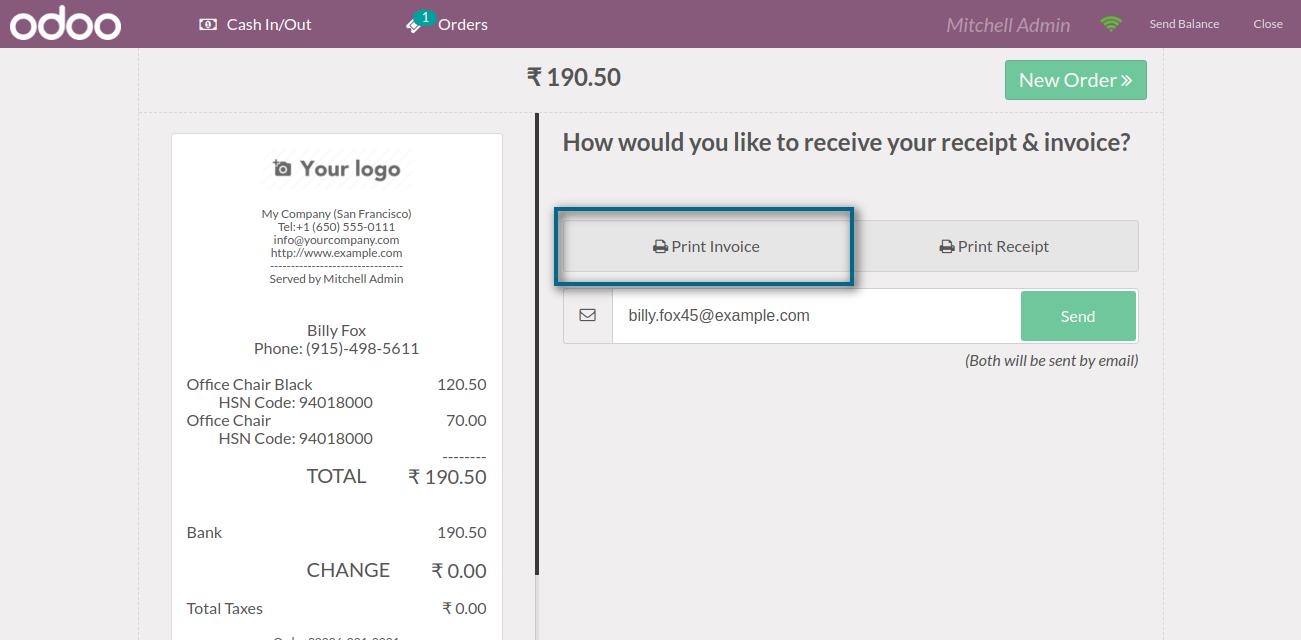 odoo Cash In/Out 1 Orders Mitchell Admin Send Balance Close
₹ 190.50
New Order
Your logo
My Company (San Francisco)
Tel:+1 (650) 555-0111
info@yourcompany.com
http://www.example.com
--------------------------------
Served by Mitchell Admin
Billy Fox
Phone: (915)-498-5611
Office Chair Black 120.50
HSN Code: 94018000
Office Chair 70.00
HSN Code: 94018000
--------
TOTAL ₹ 190.50
Bank 190.50
CHANGE ₹ 0.00
Total Taxes ₹ 0.00
How would you like to receive your receipt & invoice?
Print Invoice Print Receipt
billy.fox45@example.com Send
(Both will be sent by email)